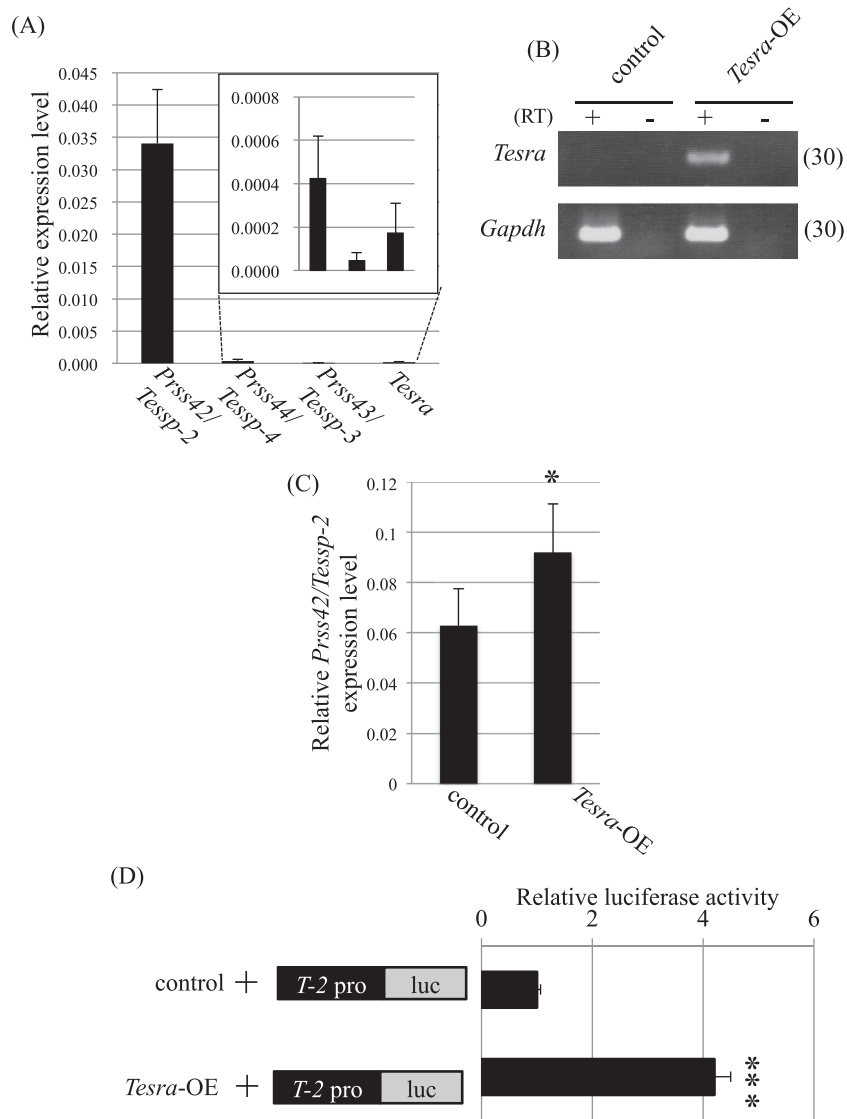 (A)
Relative expression level
0.045
0.040
0.035
0.030
0.025
0.020
0.015
0.010
0.005
0.000
0.0008
0.0006
0.0004
0.0002
0.0000
Prss42/
Tessp-2
Prss44/
Tessp-4
Prss43/
Tessp-3
Tesra
(B)
control
Tesra-OE
(RT) + - + -
Tesra (30)
Gapdh (30)
(C)
Relative Prss42/Tessp-2
expression level
0.12
0.1
0.08
0.06
0.04
0.02
0
*
control
Tesra-OE
(D)
Relative luciferase activity
0 2 4 6
control + T-2 pro luc
Tesra-OE + T-2 pro luc
***